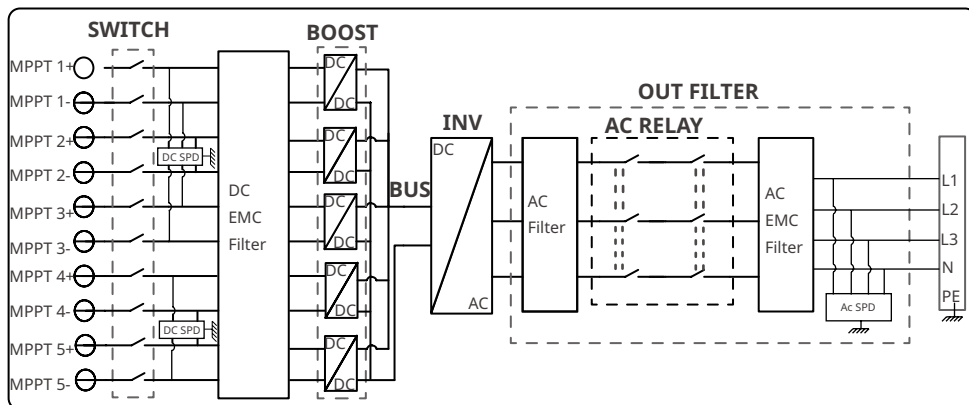 SWITCH
BOOST
MPPT 1+
MPPT 1-
MPPT 2+
MPPT 2-
MPPT 3+
MPPT 3-
MPPT 4+
MPPT 4-
MPPT 5+
MPPT 5-
DC SPD
DC SPD
DC
EMC
Filter
DC
DC
DC
DC
DC
DC
DC
DC
DC
DC
BUS
INV
DC
AC
OUT FILTER
AC RELAY
AC
Filter
AC
EMC
Filter
Ac SPD
L1
L2
L3
N
PE